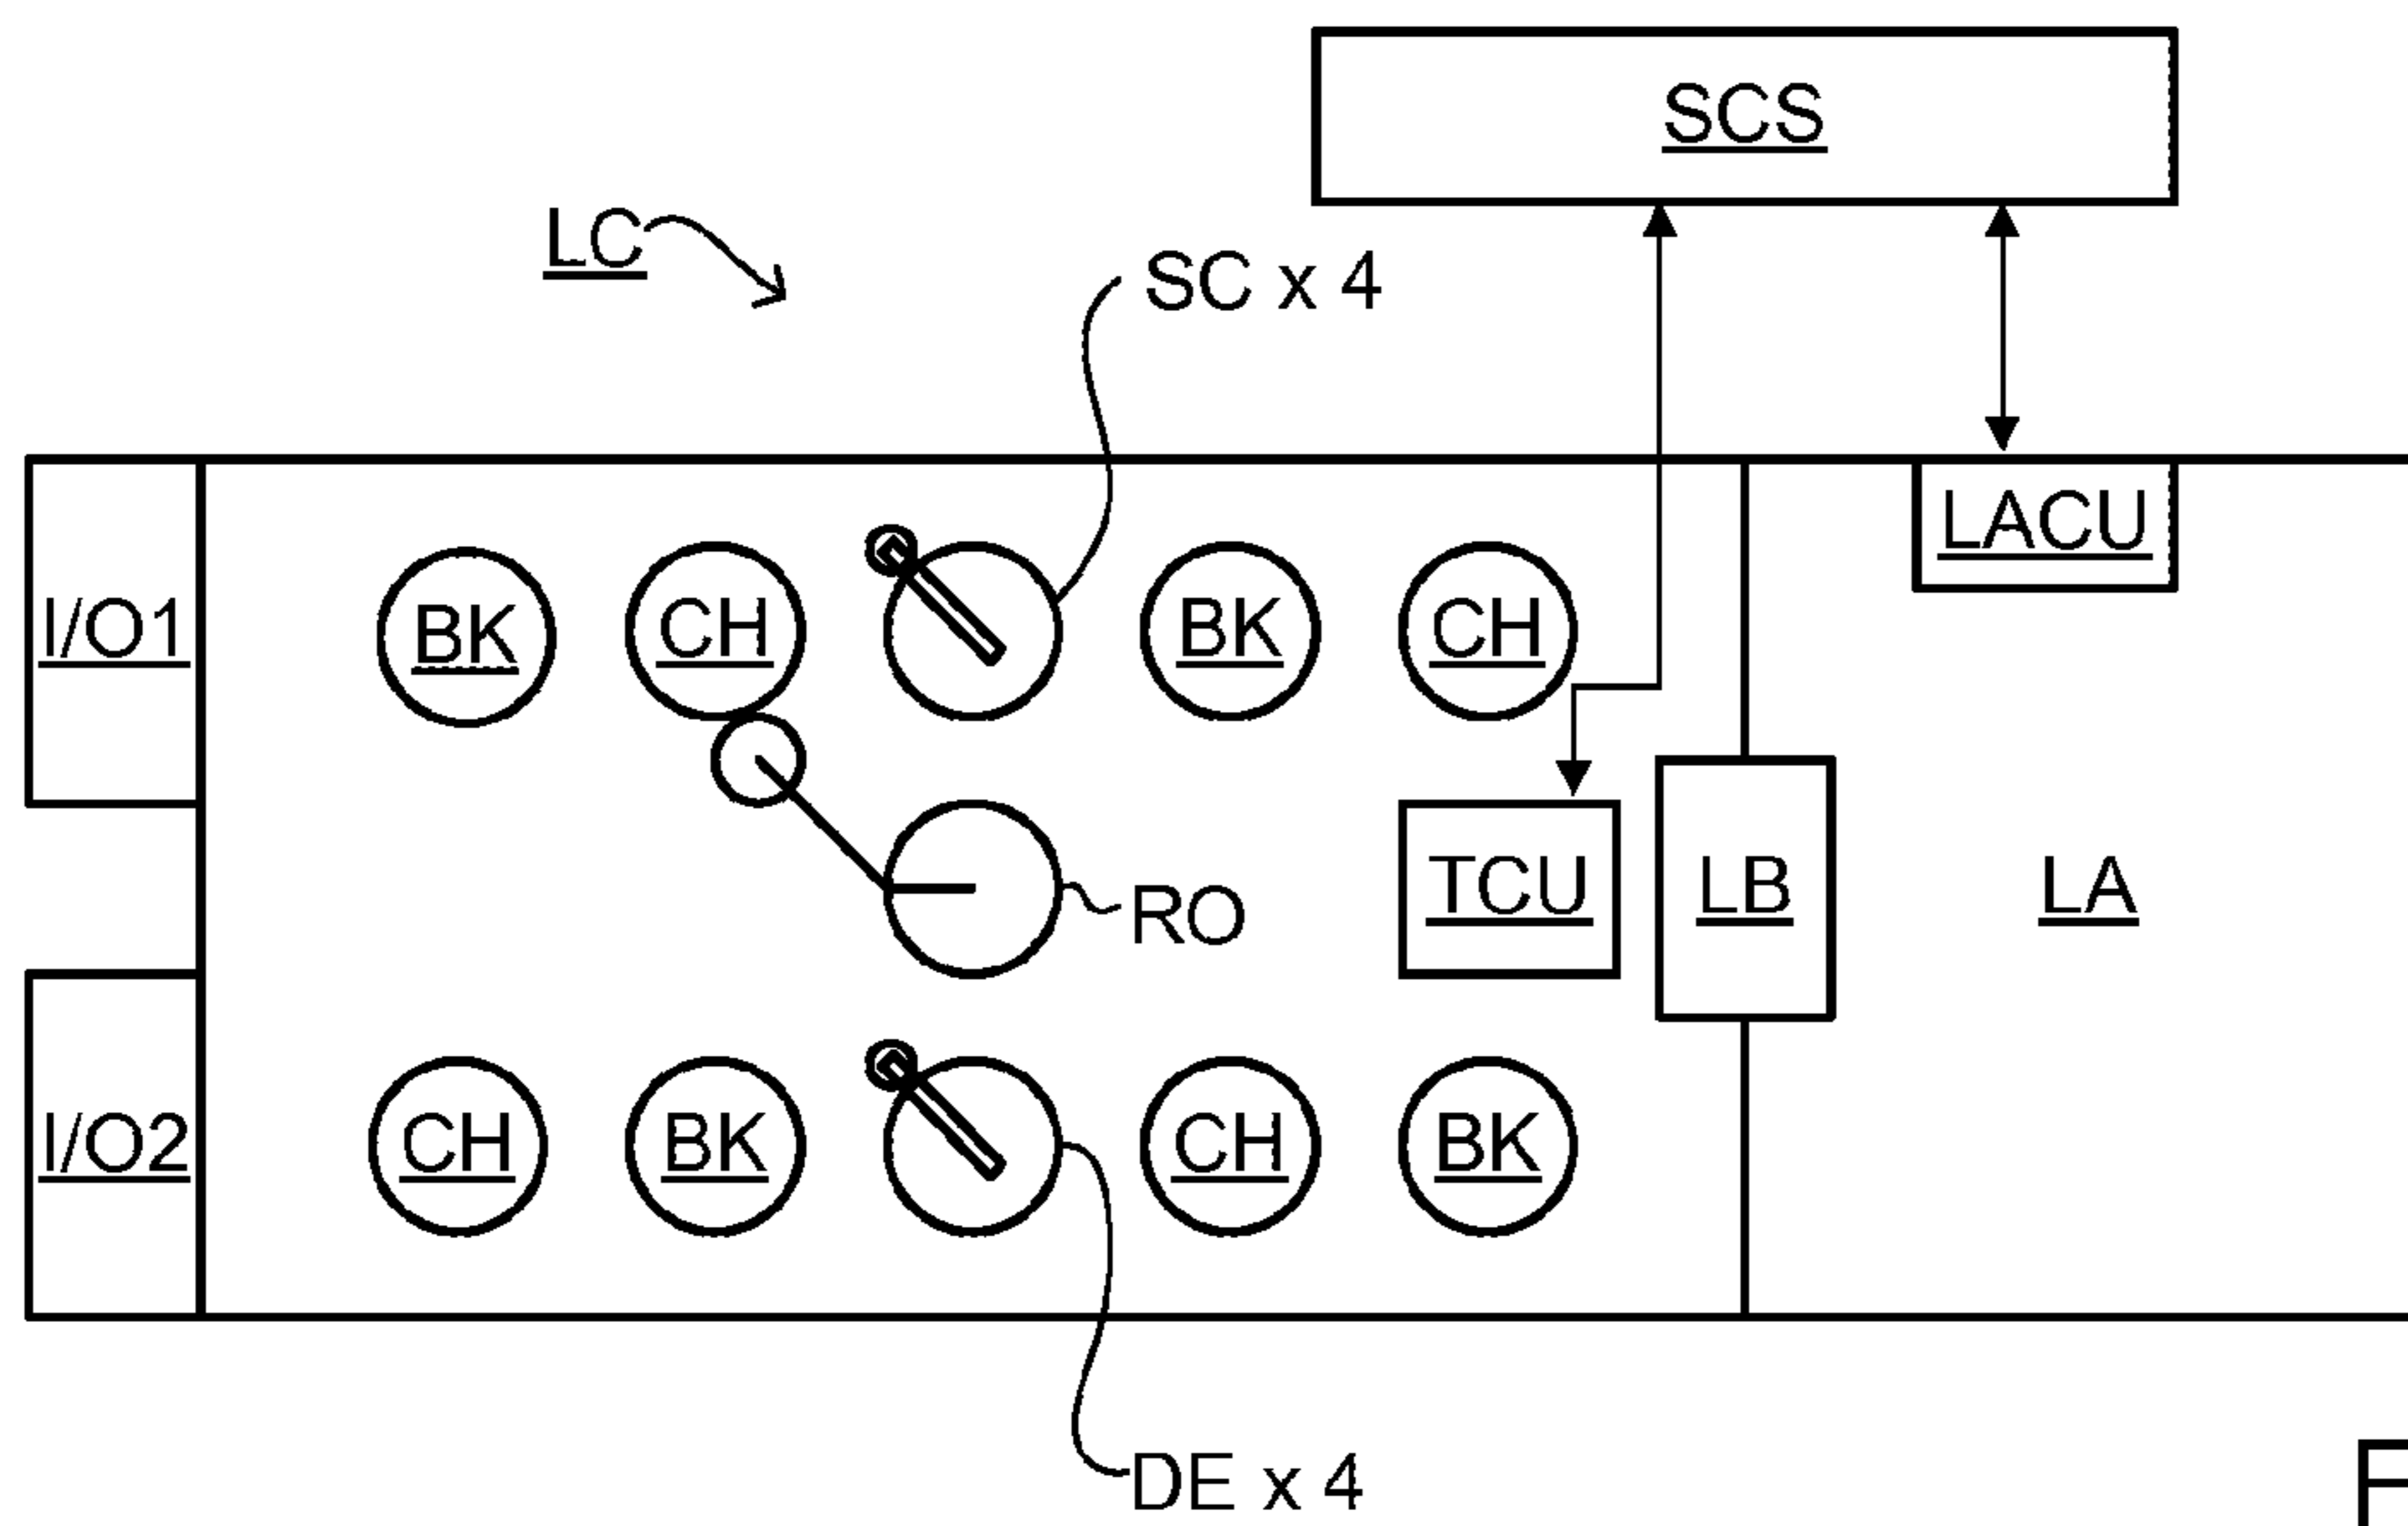 SCS
LC
SC x 4
LACU
I/O1
BK
CH
BK
CH
TCU
LB
LA
RO
I/O2
CH
BK
CH
BK
DE x 4
F